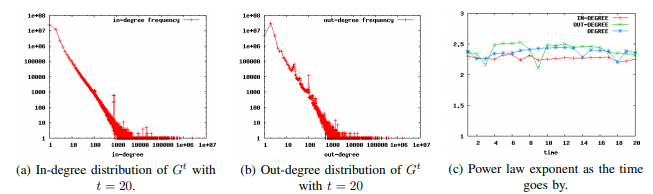 1e+08
1e+07
1e+06
100000
10000
1000
100
10
1
in-degree frequency
1 10 100 1000 10000 100000 1e+06 1e+07
in-degree
(a) In-degree distribution of G^t with
t = 20.
1e+08
1e+07
1e+06
100000
10000
1000
100
10
1
out-degree frequency
1 10 100 1000 10000 100000 1e+06 1e+07
out-degree
(b) Out-degree distribution of G^t
with t = 20
3
2,5
2
1,5
1
IN-DEGREE
OUT-DEGREE
DEGREE
2 4 6 8 10 12 14 16 18 20
time
(c) Power law exponent as the time
goes by.